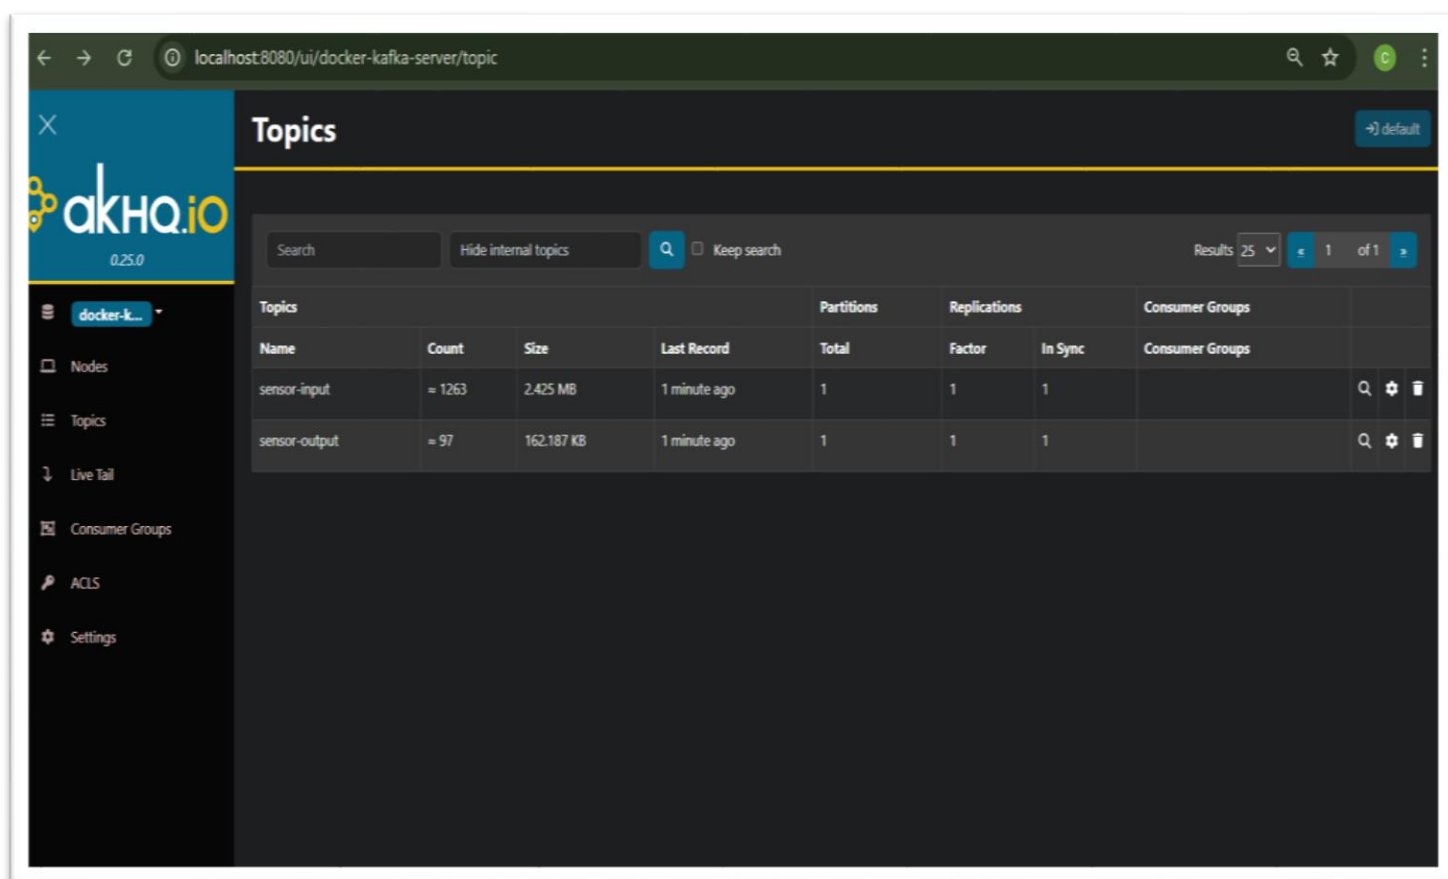 localhost:8080/ui/docker-kafka-server/topic
C
Topics
default
akHQ.io
0.25.0
Search
Hide internal topics
Keep search
Results 25
1 of 1
docker-k...
Nodes
Topics
Live Tail
Consumer Groups
ACLS
Settings
Topics Partitions Replications Consumer Groups
Name Count Size Last Record Total Factor In Sync Consumer Groups
sensor-input ≈ 1263 2.425 MB 1 minute ago 1 1 1
sensor-output ≈ 97 162.187 KB 1 minute ago 1 1 1